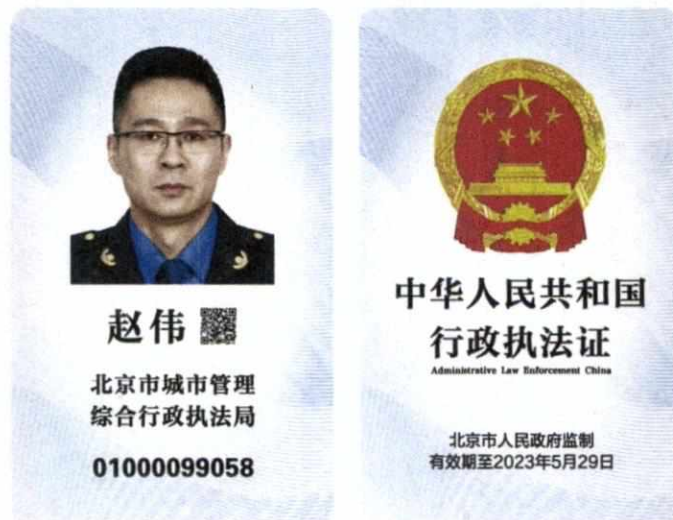 赵伟
北京市城市管理
综合行政执法局
01000099058
中华人民共和国
行政执法证
Administrative Law Enforcement China
北京市人民政府监制
有效期至2023年5月29日